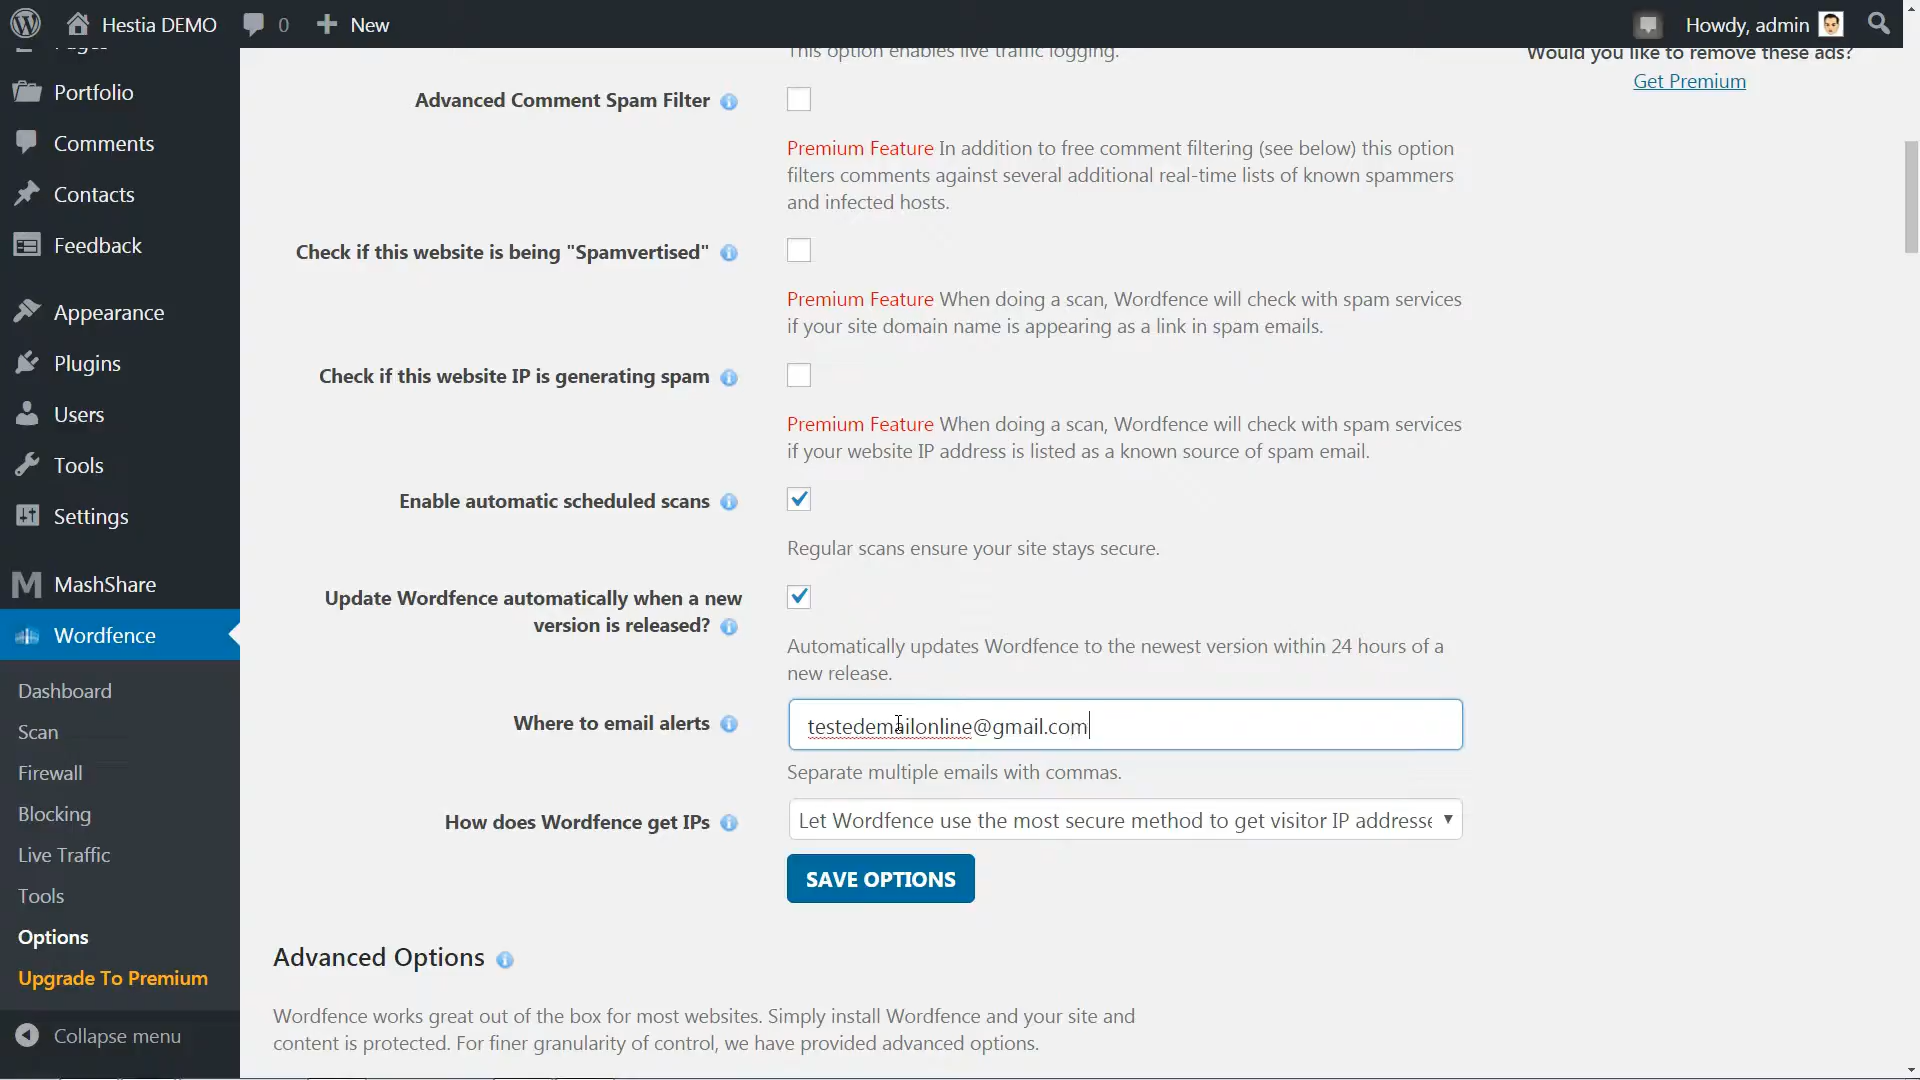 Hestia DEMO
0
New
Howdy, admin
Pages
Portfolio
Comments
Contacts
Feedback
Appearance
Plugins
Users
Tools
Settings
MashShare
Wordfence
Dashboard
Scan
Firewall
Blocking
Live Traffic
Tools
Options
Upgrade To Premium
Collapse menu
This option enables live traffic logging.
Advanced Comment Spam Filter
Premium Feature In addition to free comment filtering (see below) this option
filters comments against several additional real-time lists of known spammers
and infected hosts.
Check if this website is being "Spamvertised"
Premium Feature When doing a scan, Wordfence will check with spam services
if your site domain name is appearing as a link in spam emails.
Check if this website IP is generating spam
Premium Feature When doing a scan, Wordfence will check with spam services
if your website IP address is listed as a known source of spam email.
Enable automatic scheduled scans
Regular scans ensure your site stays secure.
Update Wordfence automatically when a new
version is released?
Automatically updates Wordfence to the newest version within 24 hours of a
new release.
Where to email alerts
testedemailonline@gmail.com
Separate multiple emails with commas.
How does Wordfence get IPs
Let Wordfence use the most secure method to get visitor IP addresse
SAVE OPTIONS
Advanced Options
Wordfence works great out of the box for most websites. Simply install Wordfence and your site and
content is protected. For finer granularity of control, we have provided advanced options.
Would you like to remove these ads?
Get Premium